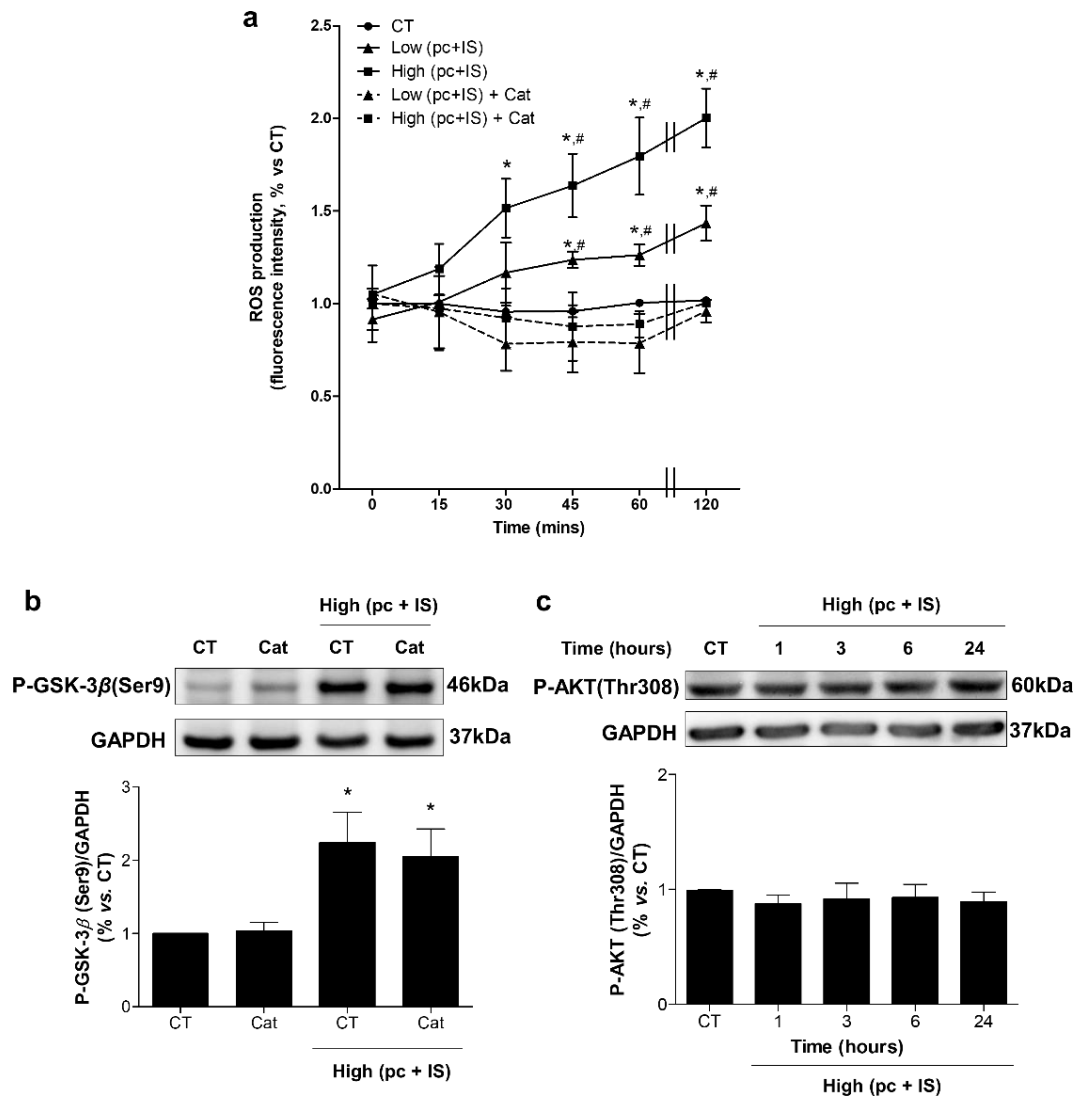 a
CT
Low (pc+IS)
High (pc+IS)
Low (pc+IS) + Cat
High (pc+IS) + Cat
ROS production
(fluorescence intensity, % vs CT)
2.5
2.0
1.5
1.0
0.5
0.0
*
*,#
*,#
*,#
*,#
*,#
*,#
0 15 30 45 60 120
Time (mins)
b
High (pc + IS)
CT Cat CT Cat
P-GSK-3β(Ser9) 46kDa
GAPDH 37kDa
P-GSK-3β (Ser9)/GAPDH
(% vs. CT)
3
2
1
0
* *
CT Cat CT Cat
High (pc + IS)
c
High (pc + IS)
Time (hours) CT 1 3 6 24
P-AKT(Thr308) 60kDa
GAPDH 37kDa
P-AKT (Thr308)/GAPDH
(% vs. CT)
2
1
0
CT 1 3 6 24
Time (hours)
High (pc + IS)